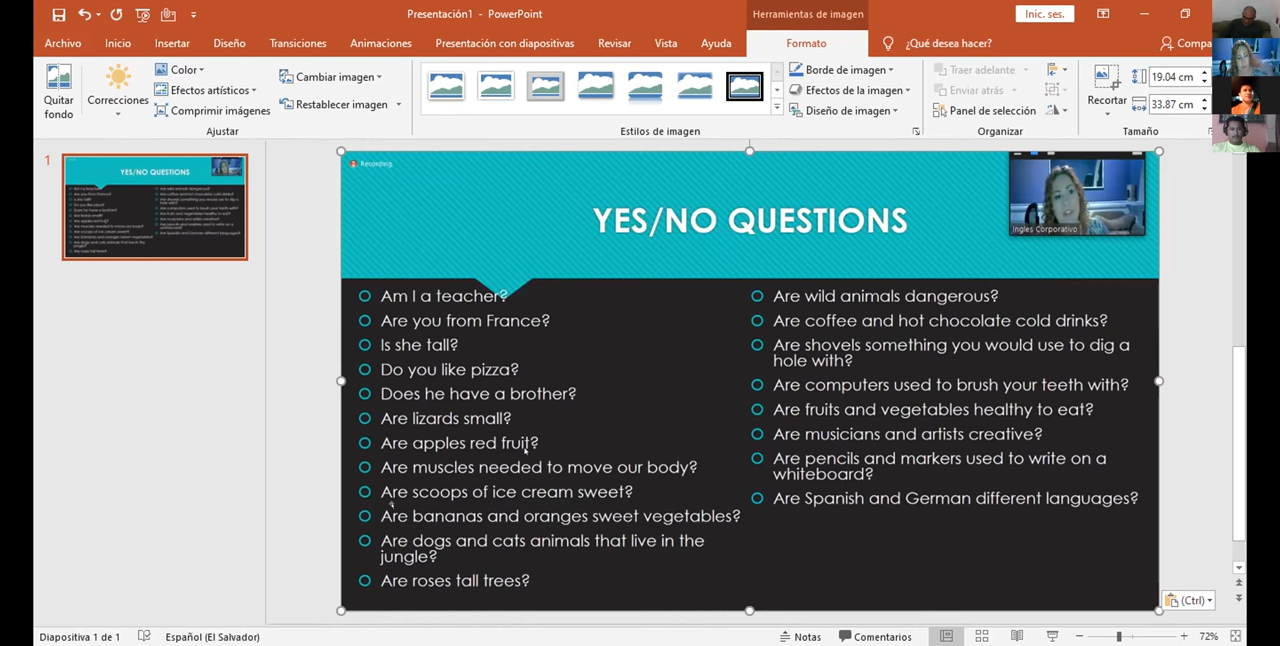 Presentación1 - PowerPoint
Herramientas de imagen
Inic. ses.
Archivo
Inicio
Insertar
Diseño
Transiciones
Animaciones
Presentación con diapositivas
Revisar
Vista
Ayuda
Formato
¿Qué desea hacer?
Compa
Quitar fondo
Correcciones
Color
Efectos artísticos
Comprimir imágenes
Cambiar imagen
Restablecer imagen
Ajustar
Estilos de imagen
Borde de imagen
Efectos de la imagen
Diseño de imagen
Traer adelante
Enviar atrás
Panel de selección
Organizar
Recortar
19.04 cm
33.87 cm
Tamaño
1
YES/NO QUESTIONS
Recording
YES/NO QUESTIONS
Ingles Corporativo
Am I a teacher?
Are you from France?
Is she tall?
Do you like pizza?
Does he have a brother?
Are lizards small?
Are apples red fruit?
Are muscles needed to move our body?
Are scoops of ice cream sweet?
Are bananas and oranges sweet vegetables?
Are dogs and cats animals that live in the
jungle?
Are roses tall trees?
Are wild animals dangerous?
Are coffee and hot chocolate cold drinks?
Are shovels something you would use to dig a
hole with?
Are computers used to brush your teeth with?
Are fruits and vegetables healthy to eat?
Are musicians and artists creative?
Are pencils and markers used to write on a
whiteboard?
Are Spanish and German different languages?
(Ctrl)
Diapositiva 1 de 1
Español (El Salvador)
Notas
Comentarios
72%